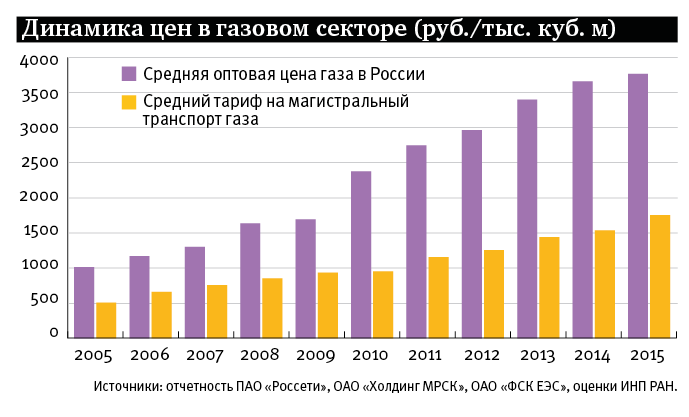 Динамика цен в газовом секторе (руб./тыс. куб. м)
4000
3500
3000
2500
2000
1500
1000
500
0
Средняя оптовая цена газа в России
Средний тариф на магистральный
транспорт газа
2005 2006 2007 2008 2009 2010 2011 2012 2013 2014 2015
Источники: отчетность ПАО «Россети», ОАО «Холдинг МРСК», ОАО «ФСК ЕЭС», оценки ИНП РАН.